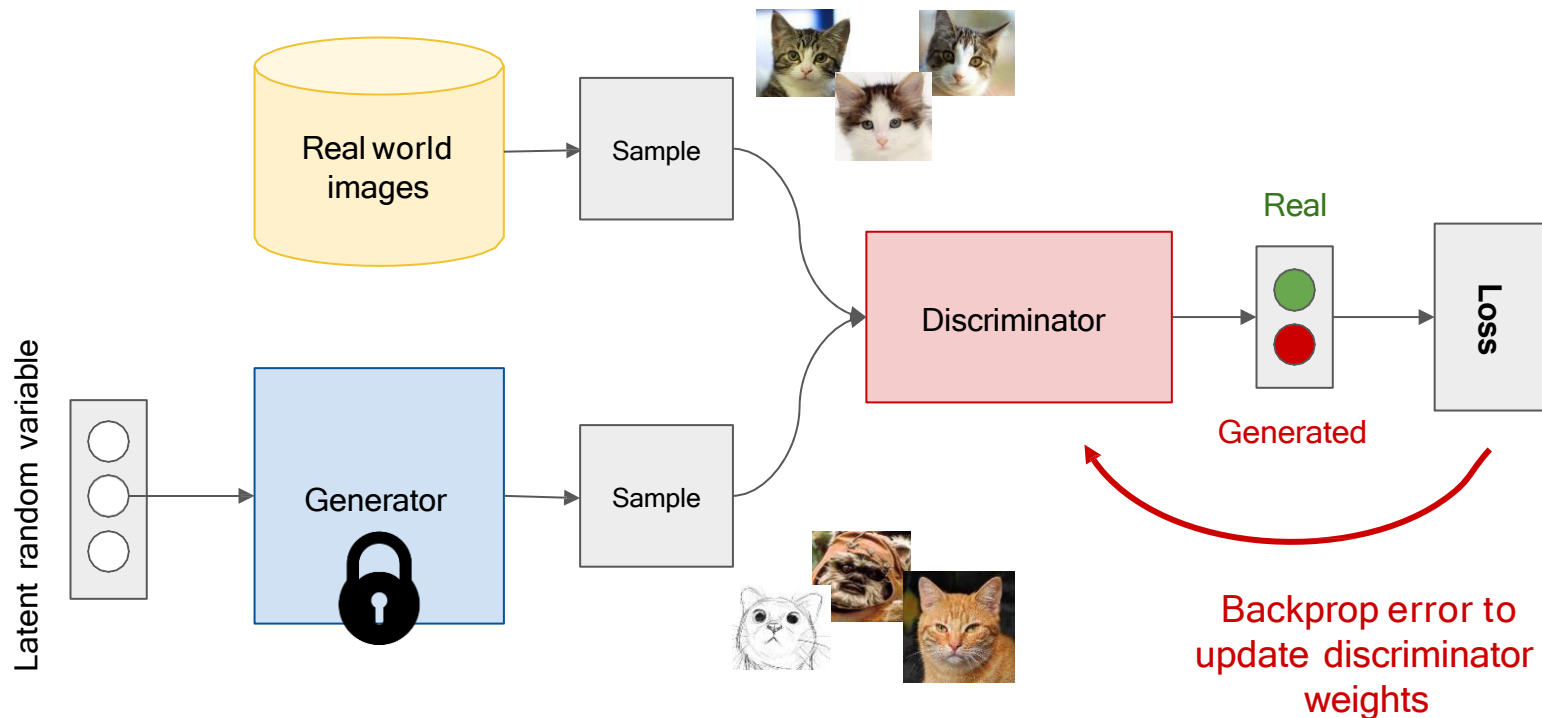 Real world
images
Sample
Real
Discriminator
Loss
Generated
Latent random variable
Generator
Sample
Backprop error to
update discriminator
weights